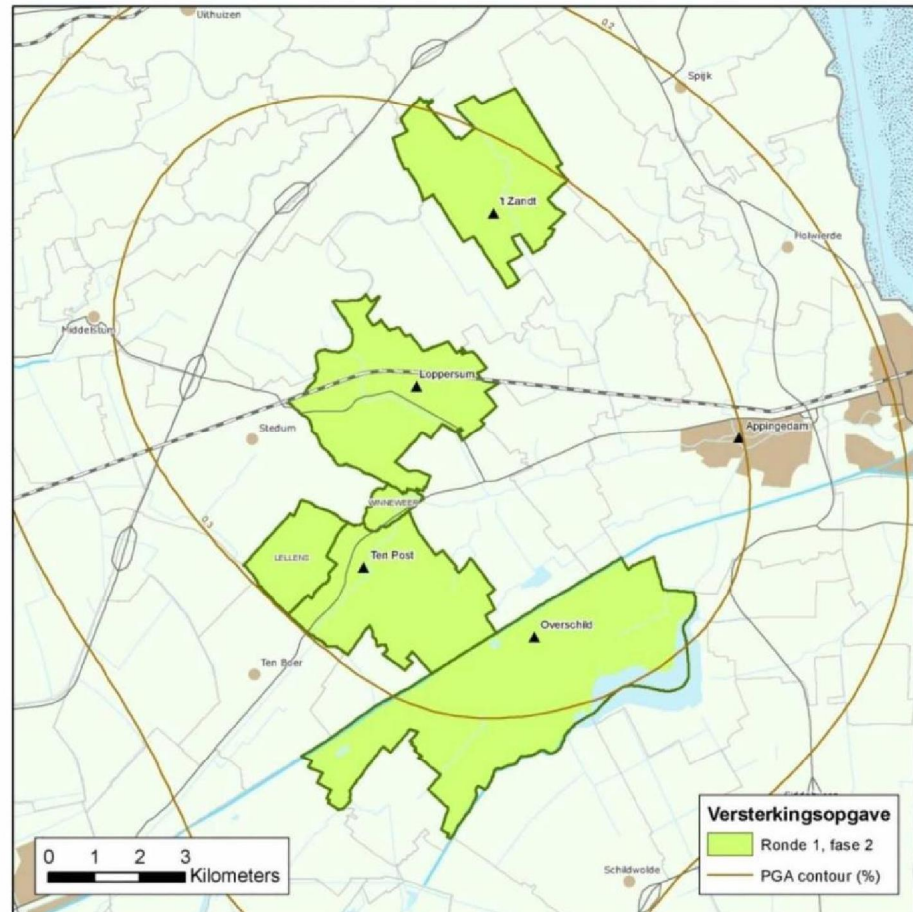 Uithuizen
0.2
Spijk
't Zandt
Holwierde
Middelstum
Loppersum
Stedum
Appingedam
WINNEWEER
0.3
LELLENS
Ten Post
Overschild
Ten Boer
Schildwolde
0 1 2 3
Kilometers
Versterkingsopgave
Ronde 1, fase 2
PGA contour (%)